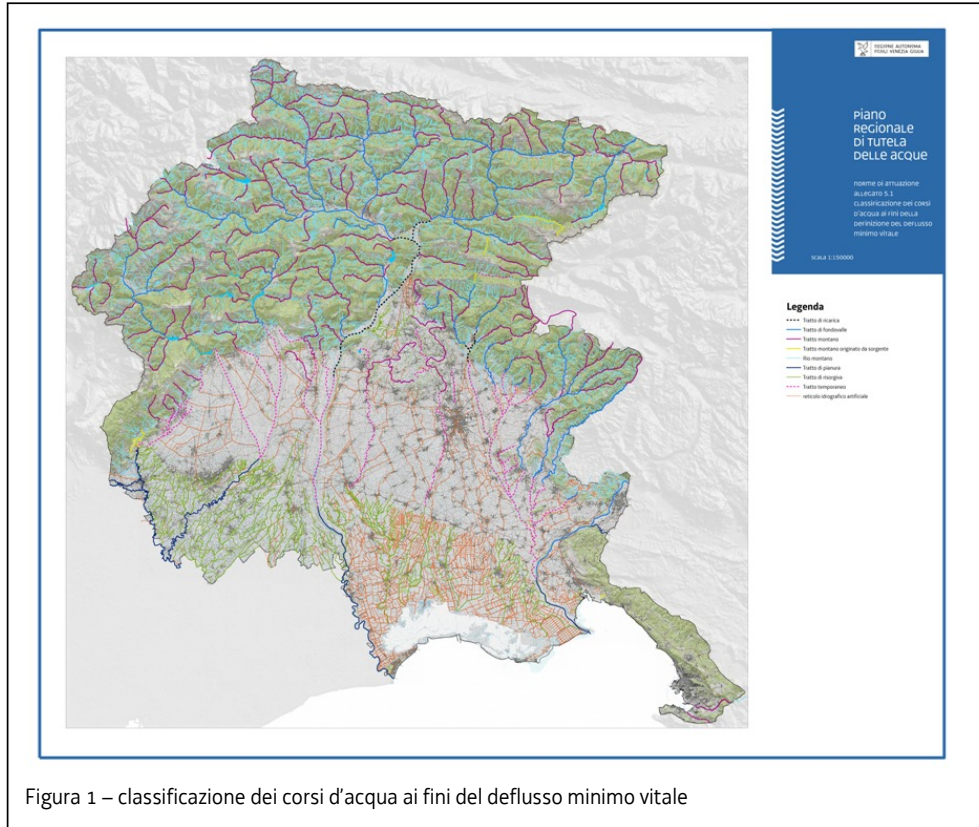 REGIONE AUTONOMA
FRIULI VENEZIA GIULIA
PIANO
REGIONALE
DI TUTELA
DELLE ACQUE
NORME DI ATTUAZIONE
ALLEGATO 5.1
CLASSIFICAZIONE DEI CORSI
D'ACQUA AI FINI DELLA
DEFINIZIONE DEL DEFLUSSO
MINIMO VITALE
SCALA 1:150000
Legenda
Tratto di ricarica
Tratto di fondovalle
Tratto montano
Tratto montano originato da sorgente
Rio montano
Tratto di pianura
Tratto di risorgiva
Tratto temporaneo
reticolo idrografico artificiale
Figura 1 – classificazione dei corsi d'acqua ai fini del deflusso minimo vitale